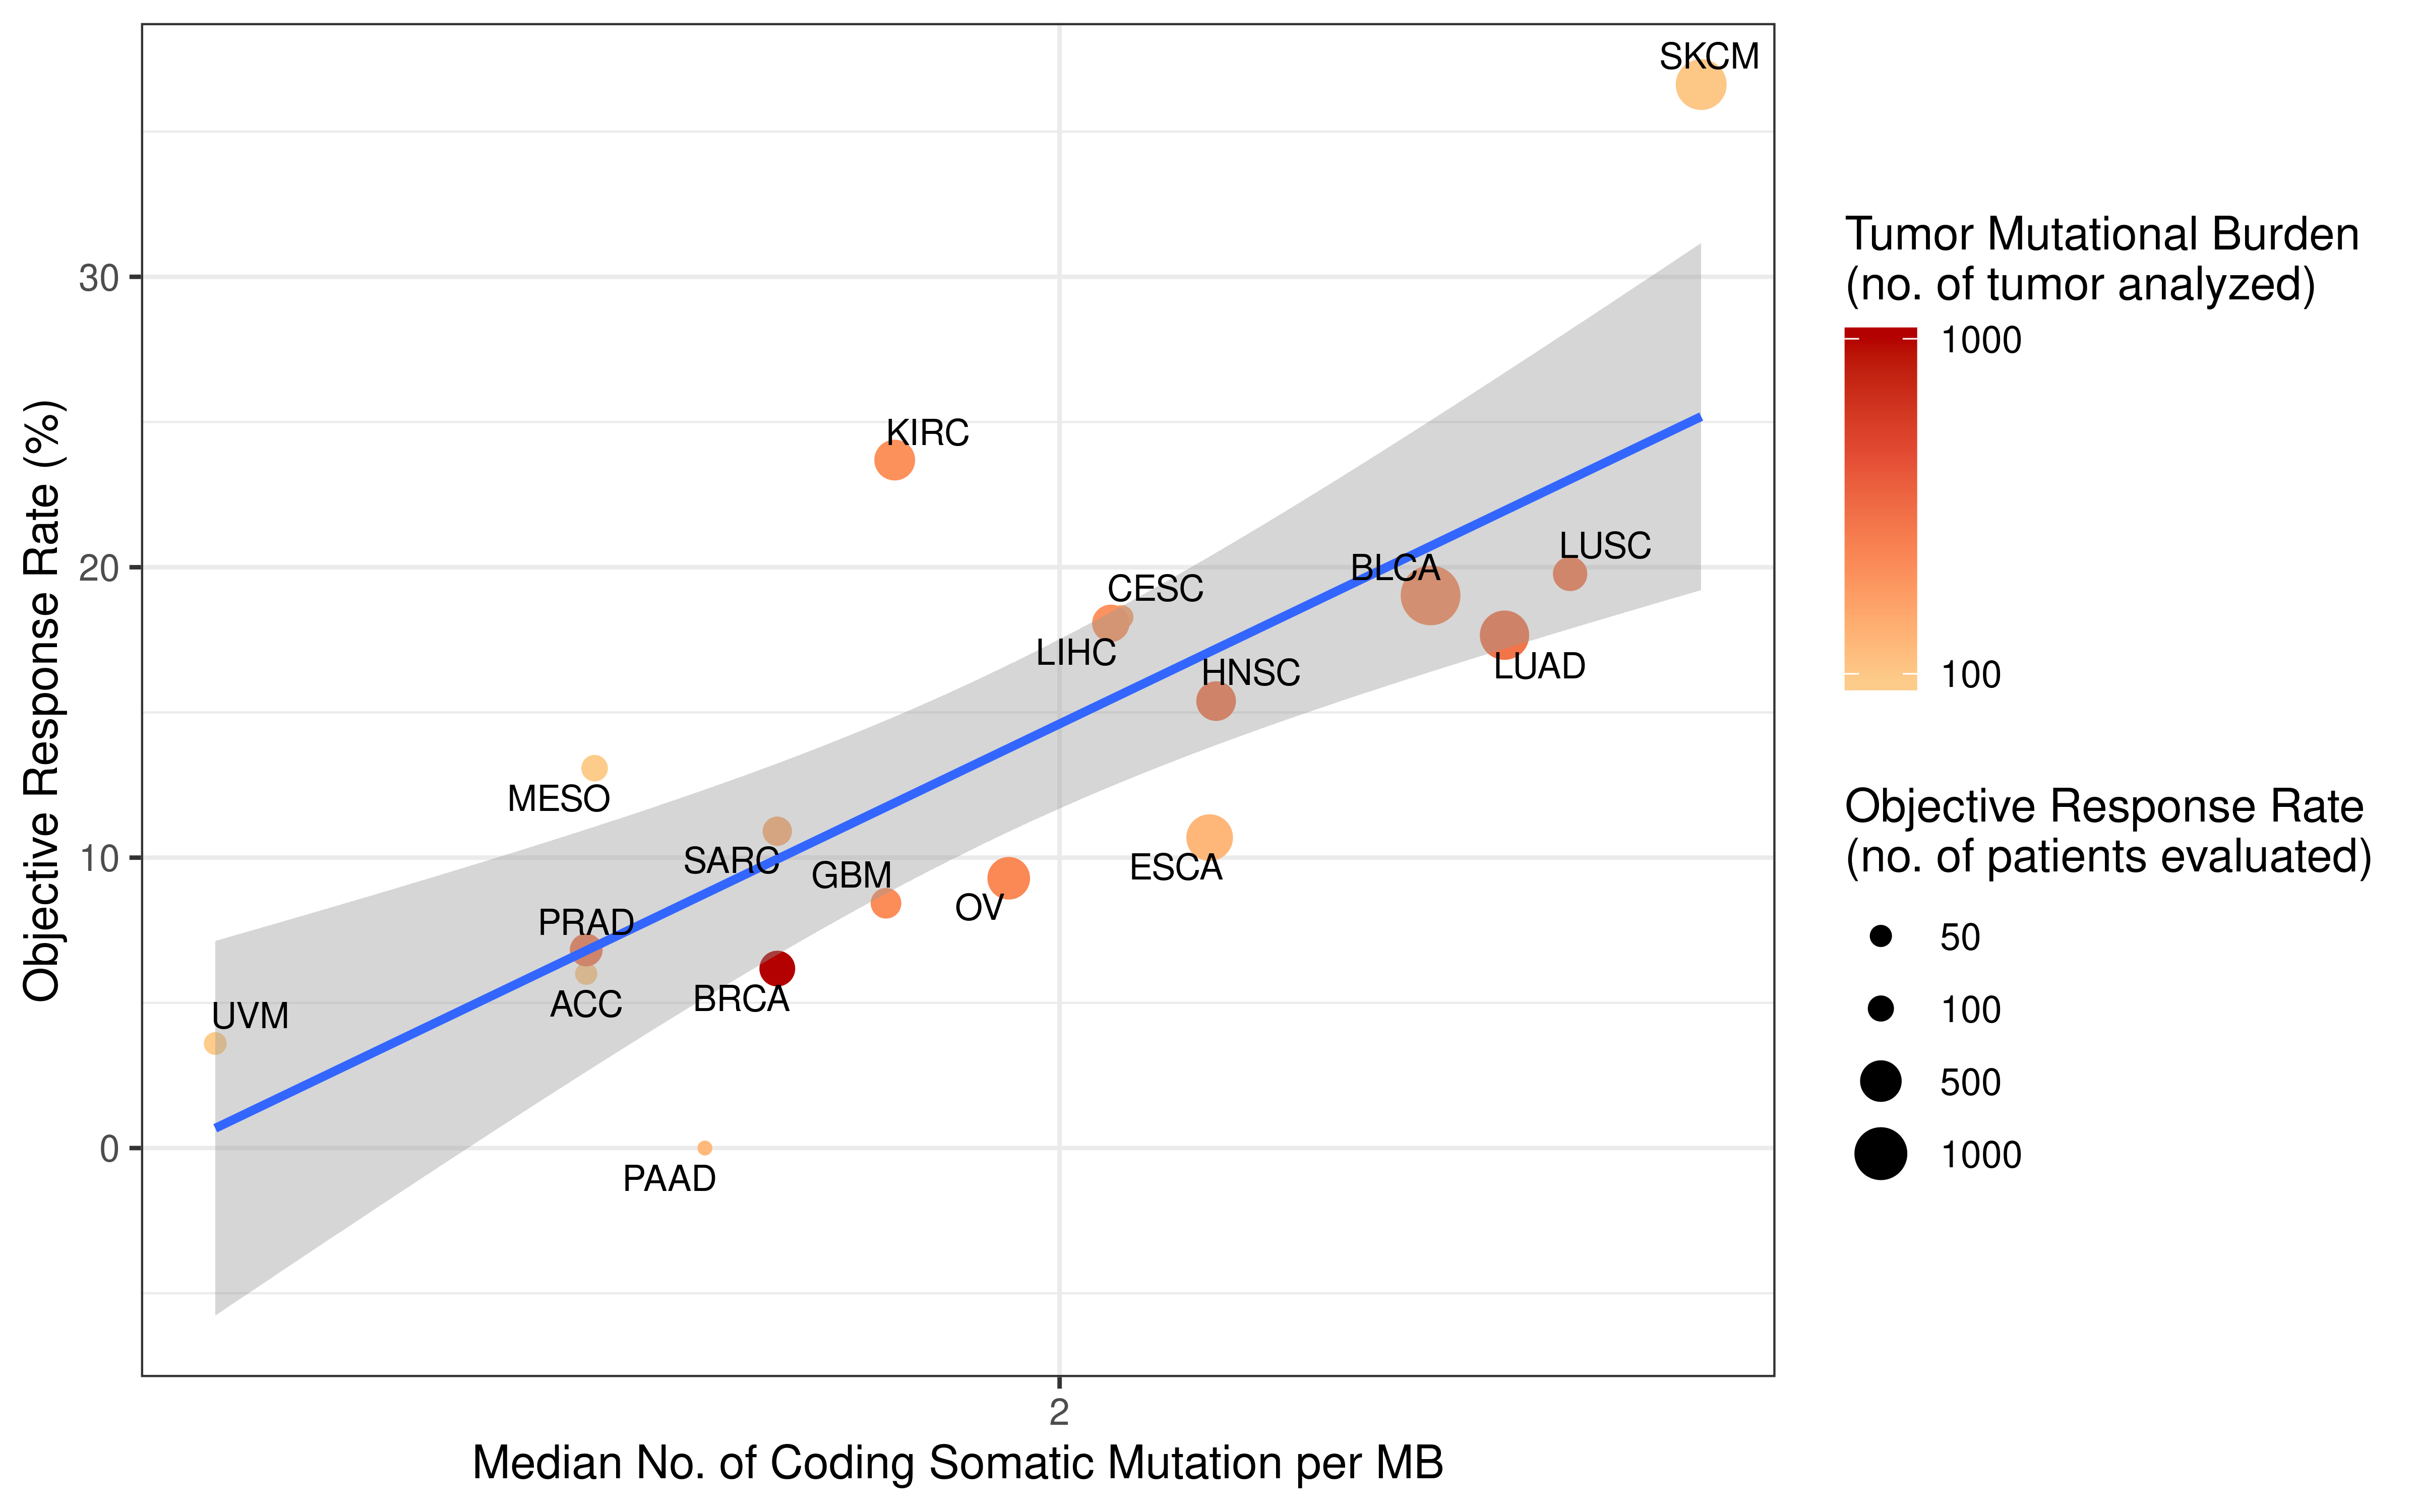 SKCM
KIRC
LUSC
BLCA
CESC
LIHC
LUAD
HNSC
MESO
SARC
GBM
ESCA
OV
PRAD
ACC
BRCA
UVM
PAAD
30
20
10
0
2
Objective Response Rate (%)
Median No. of Coding Somatic Mutation per MB
Tumor Mutational Burden
(no. of tumor analyzed)
1000
100
Objective Response Rate
(no. of patients evaluated)
50
100
500
1000